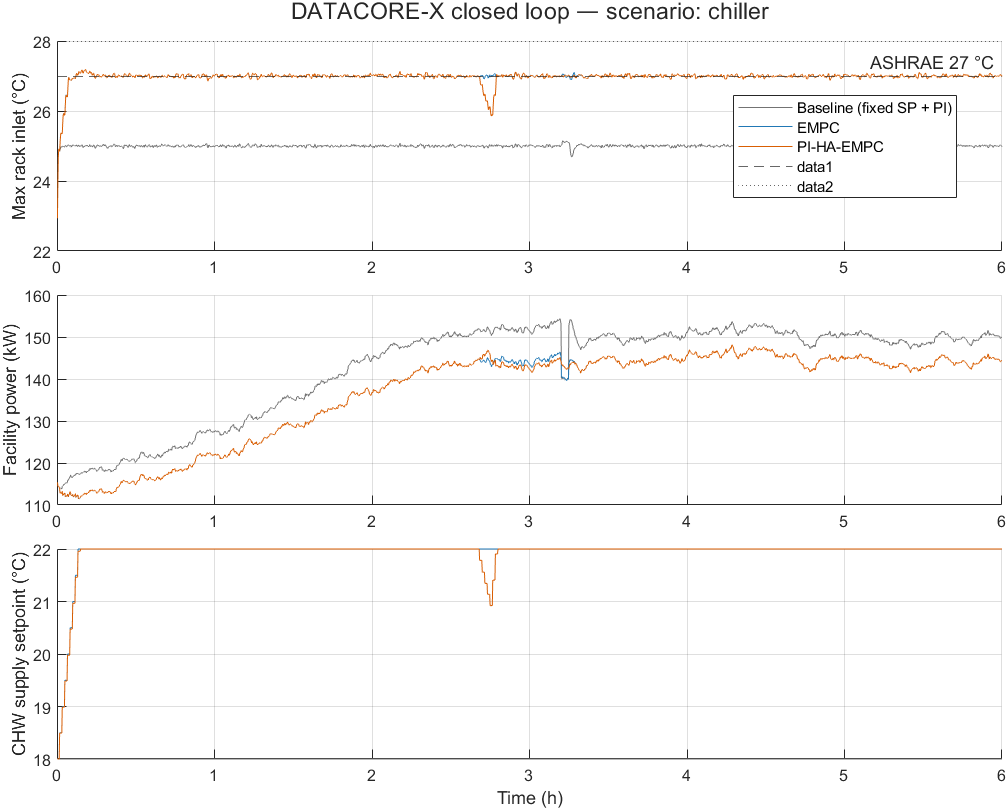 DATACORE-X closed loop — scenario: chiller
28
26
24
22
Max rack inlet (°C)
ASHRAE 27 °C
Baseline (fixed SP + PI)
EMPC
PI-HA-EMPC
data1
data2
0 1 2 3 4 5 6
160
150
140
130
120
110
Facility power (kW)
0 1 2 3 4 5 6
22
21
20
19
18
CHW supply setpoint (°C)
0 1 2 3 4 5 6
Time (h)